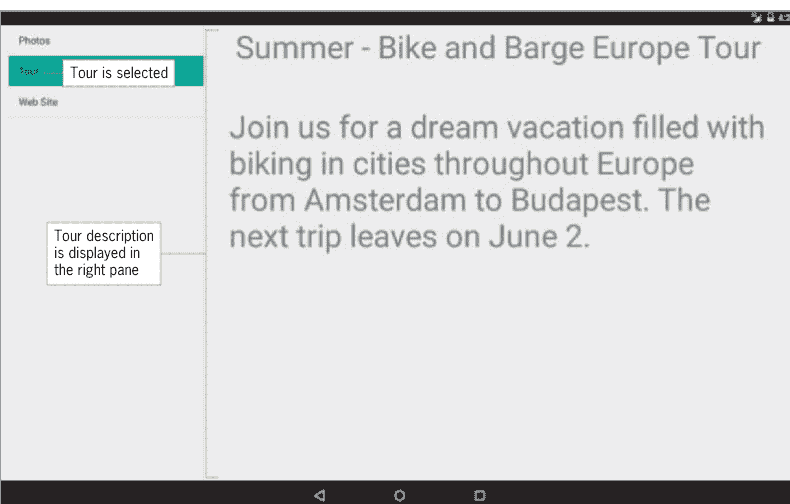 Photos
Tour is selected
Web Site
Summer - Bike and Barge Europe Tour
Join us for a dream vacation filled with
biking in cities throughout Europe
from Amsterdam to Budapest. The
next trip leaves on June 2.
Tour description
is displayed in
the right pane